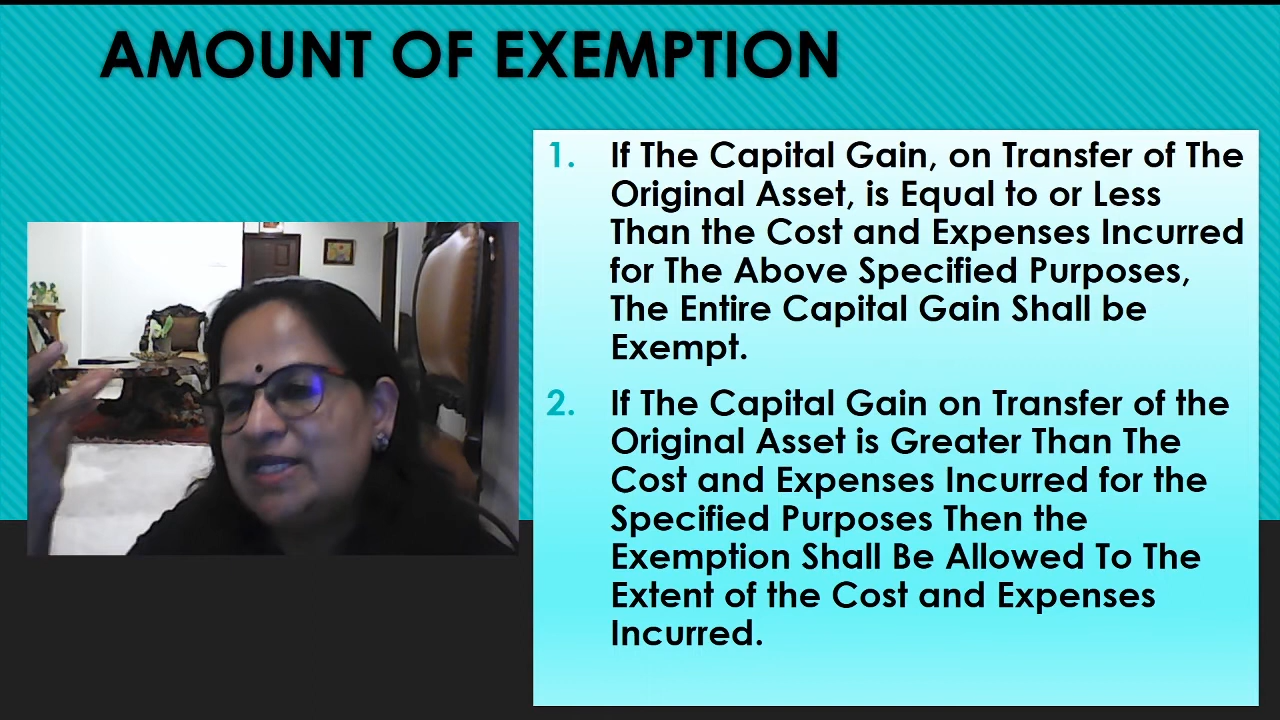 AMOUNT OF EXEMPTION
1. If The Capital Gain, on Transfer of The
Original Asset, is Equal to or Less
Than the Cost and Expenses Incurred
for The Above Specified Purposes,
The Entire Capital Gain Shall be
Exempt.
2. If The Capital Gain on Transfer of the
Original Asset is Greater Than The
Cost and Expenses Incurred for the
Specified Purposes Then the
Exemption Shall Be Allowed To The
Extent of the Cost and Expenses
Incurred.